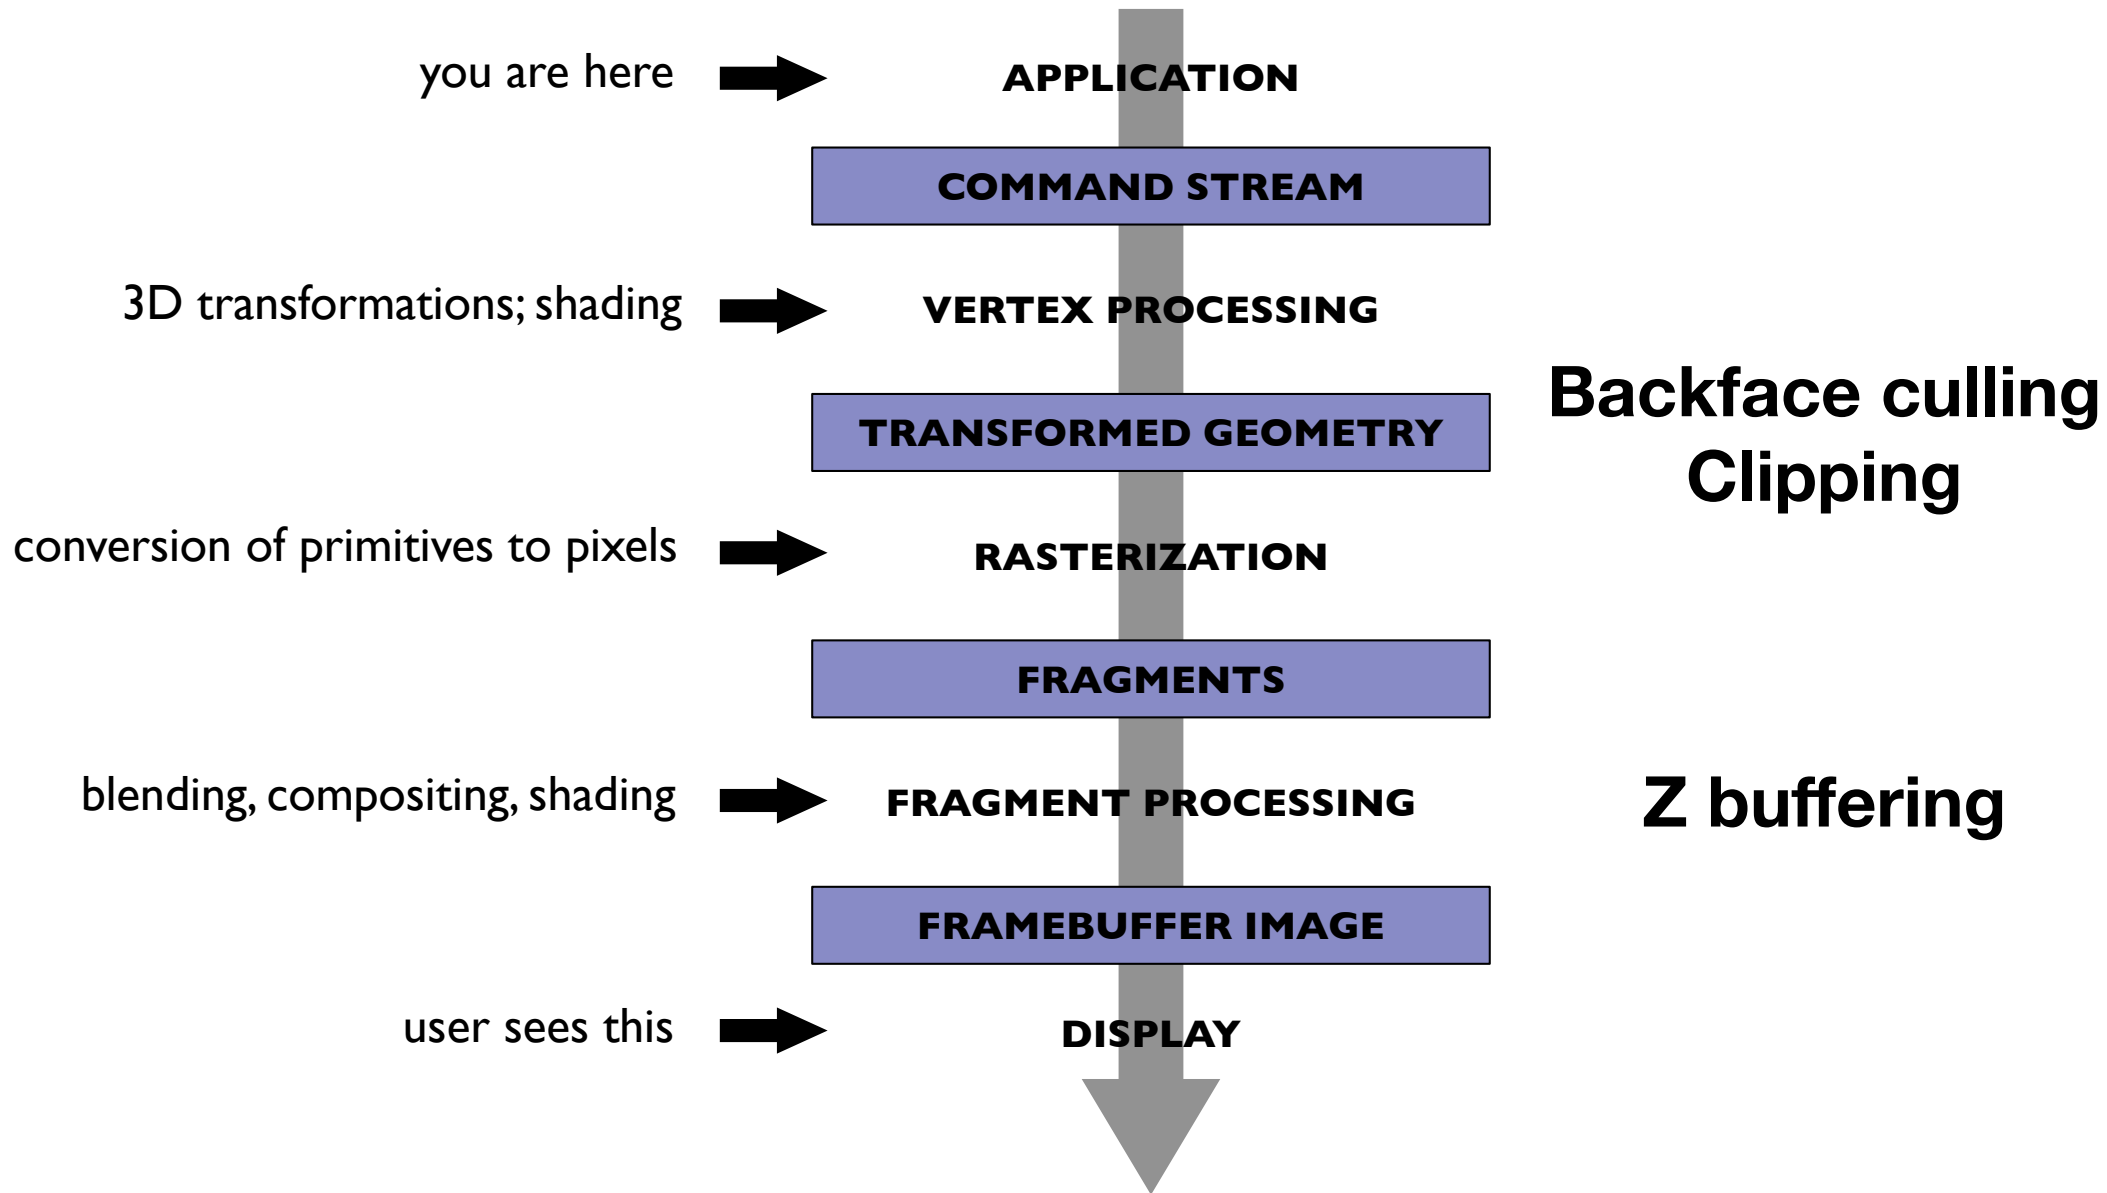 you are here
APPLICATION
COMMAND STREAM
3D transformations; shading
VERTEX PROCESSING
TRANSFORMED GEOMETRY
Backface culling
Clipping
conversion of primitives to pixels
RASTERIZATION
FRAGMENTS
blending, compositing, shading
FRAGMENT PROCESSING
Z buffering
FRAMEBUFFER IMAGE
user sees this
DISPLAY